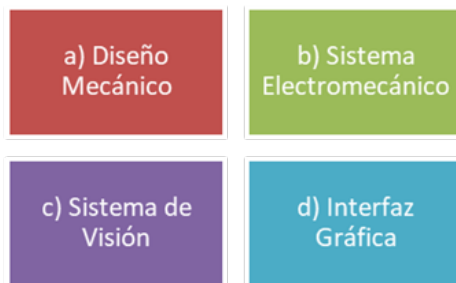 a) Diseño
Mecánico
b) Sistema
Electromecánico
c) Sistema de
Visión
d) Interfaz
Gráfica